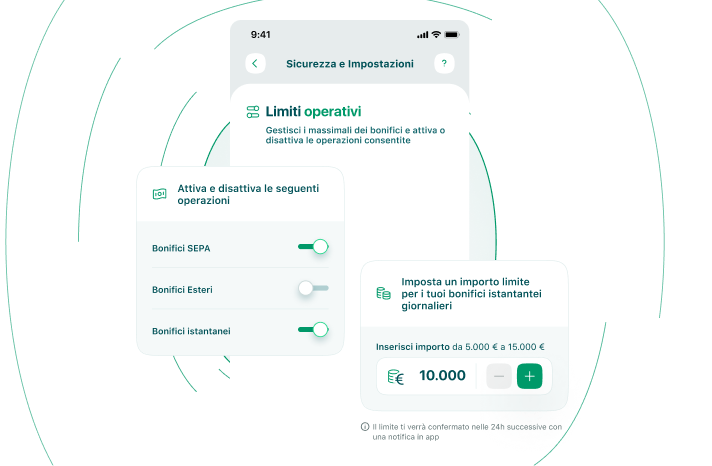 9:41
Sicurezza e Impostazioni
?
Limiti operativi
Gestisci i massimali dei bonifici e attiva o
disattiva le operazioni consentite
Attiva e disattiva le seguenti
operazioni
Bonifici SEPA
Bonifici Esteri
Bonifici istantanei
Imposta un importo limite
per i tuoi bonifici istantantei
giornalieri
Inserisci importo da 5.000 € a 15.000 €
€ 10.000 − +
Il limite ti verrà confermato nelle 24h successive con
una notifica in app